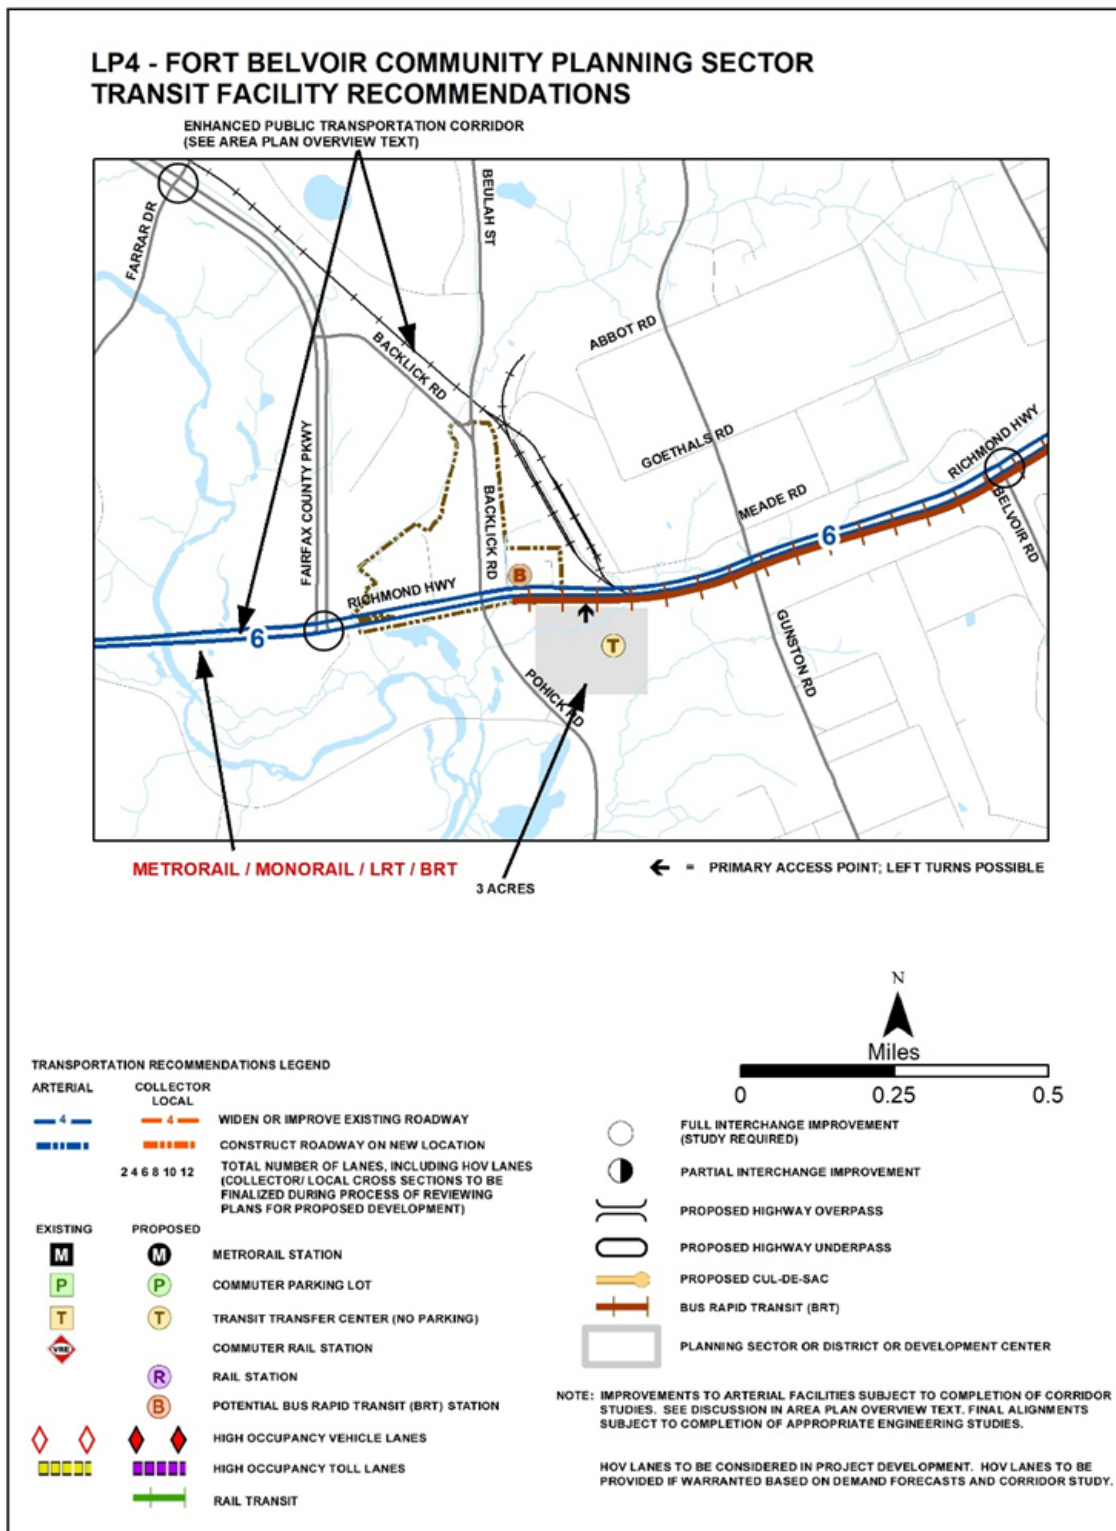 LP4 - FORT BELVOIR COMMUNITY PLANNING SECTOR
TRANSIT FACILITY RECOMMENDATIONS
ENHANCED PUBLIC TRANSPORTATION CORRIDOR
(SEE AREA PLAN OVERVIEW TEXT)
FARRAR DR
BEULAH ST
BACKLICK RD
ABBOT RD
GOETHALS RD
RICHMOND HWY
FAIRFAX COUNTY PKWY
BACKLICK RD
MEADE RD
BELVOIR RD
6
B
RICHMOND HWY
6
T
GUNSTON RD
POHICK RD
METRORAIL / MONORAIL / LRT / BRT
3 ACRES
= PRIMARY ACCESS POINT; LEFT TURNS POSSIBLE
N
Miles
0 0.25 0.5
TRANSPORTATION RECOMMENDATIONS LEGEND
ARTERIAL
COLLECTOR
LOCAL
4 4 WIDEN OR IMPROVE EXISTING ROADWAY
CONSTRUCT ROADWAY ON NEW LOCATION
2 4 6 8 10 12 TOTAL NUMBER OF LANES, INCLUDING HOV LANES
(COLLECTOR/ LOCAL CROSS SECTIONS TO BE
FINALIZED DURING PROCESS OF REVIEWING
PLANS FOR PROPOSED DEVELOPMENT)
EXISTING PROPOSED
M M METRORAIL STATION
P P COMMUTER PARKING LOT
T T TRANSIT TRANSFER CENTER (NO PARKING)
VRE COMMUTER RAIL STATION
R RAIL STATION
B POTENTIAL BUS RAPID TRANSIT (BRT) STATION
HIGH OCCUPANCY VEHICLE LANES
HIGH OCCUPANCY TOLL LANES
RAIL TRANSIT
FULL INTERCHANGE IMPROVEMENT
(STUDY REQUIRED)
PARTIAL INTERCHANGE IMPROVEMENT
PROPOSED HIGHWAY OVERPASS
PROPOSED HIGHWAY UNDERPASS
PROPOSED CUL-DE-SAC
BUS RAPID TRANSIT (BRT)
PLANNING SECTOR OR DISTRICT OR DEVELOPMENT CENTER
NOTE: IMPROVEMENTS TO ARTERIAL FACILITIES SUBJECT TO COMPLETION OF CORRIDOR
STUDIES. SEE DISCUSSION IN AREA PLAN OVERVIEW TEXT. FINAL ALIGNMENTS
SUBJECT TO COMPLETION OF APPROPRIATE ENGINEERING STUDIES.
HOV LANES TO BE CONSIDERED IN PROJECT DEVELOPMENT. HOV LANES TO BE
PROVIDED IF WARRANTED BASED ON DEMAND FORECASTS AND CORRIDOR STUDY.